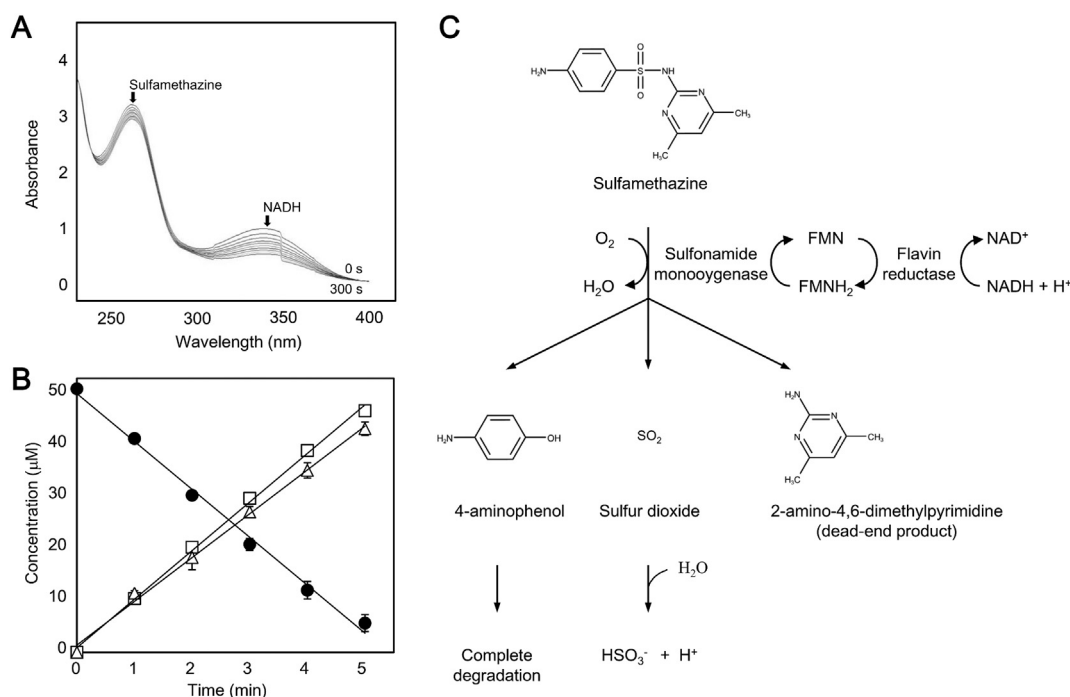 A
4
3
2
1
0
Absorbance
Sulfamethazine
NADH
0 s
300 s
250
300
350
400
Wavelength (nm)
B
50
40
30
20
10
0
Concentration (μM)
0
1
2
3
4
5
Time (min)
C
H₂N
O
S
O
NH
N
N
CH₃
H₃C
Sulfamethazine
O₂
H₂O
Sulfonamide
monooygenase
FMN
FMNH₂
Flavin
reductase
NAD⁺
NADH + H⁺
H₂N
OH
SO₂
H₂N
N
N
CH₃
H₃C
4-aminophenol
Sulfur dioxide
2-amino-4,6-dimethylpyrimidine
(dead-end product)
H₂O
Complete
degradation
HSO₃⁻ + H⁺